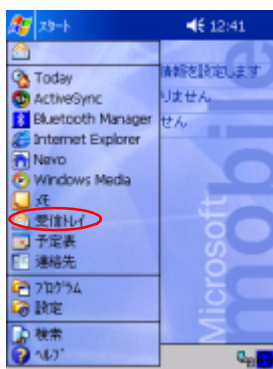 スタート 12:41
Today
ActiveSync
Bluetooth Manager
Internet Explorer
Nevo
Windows Media
メモ
受信トレイ
予定表
連絡先
プログラム
設定
検索
ヘルプ
情報を設定します
りません
せん
Microsoft
mobile